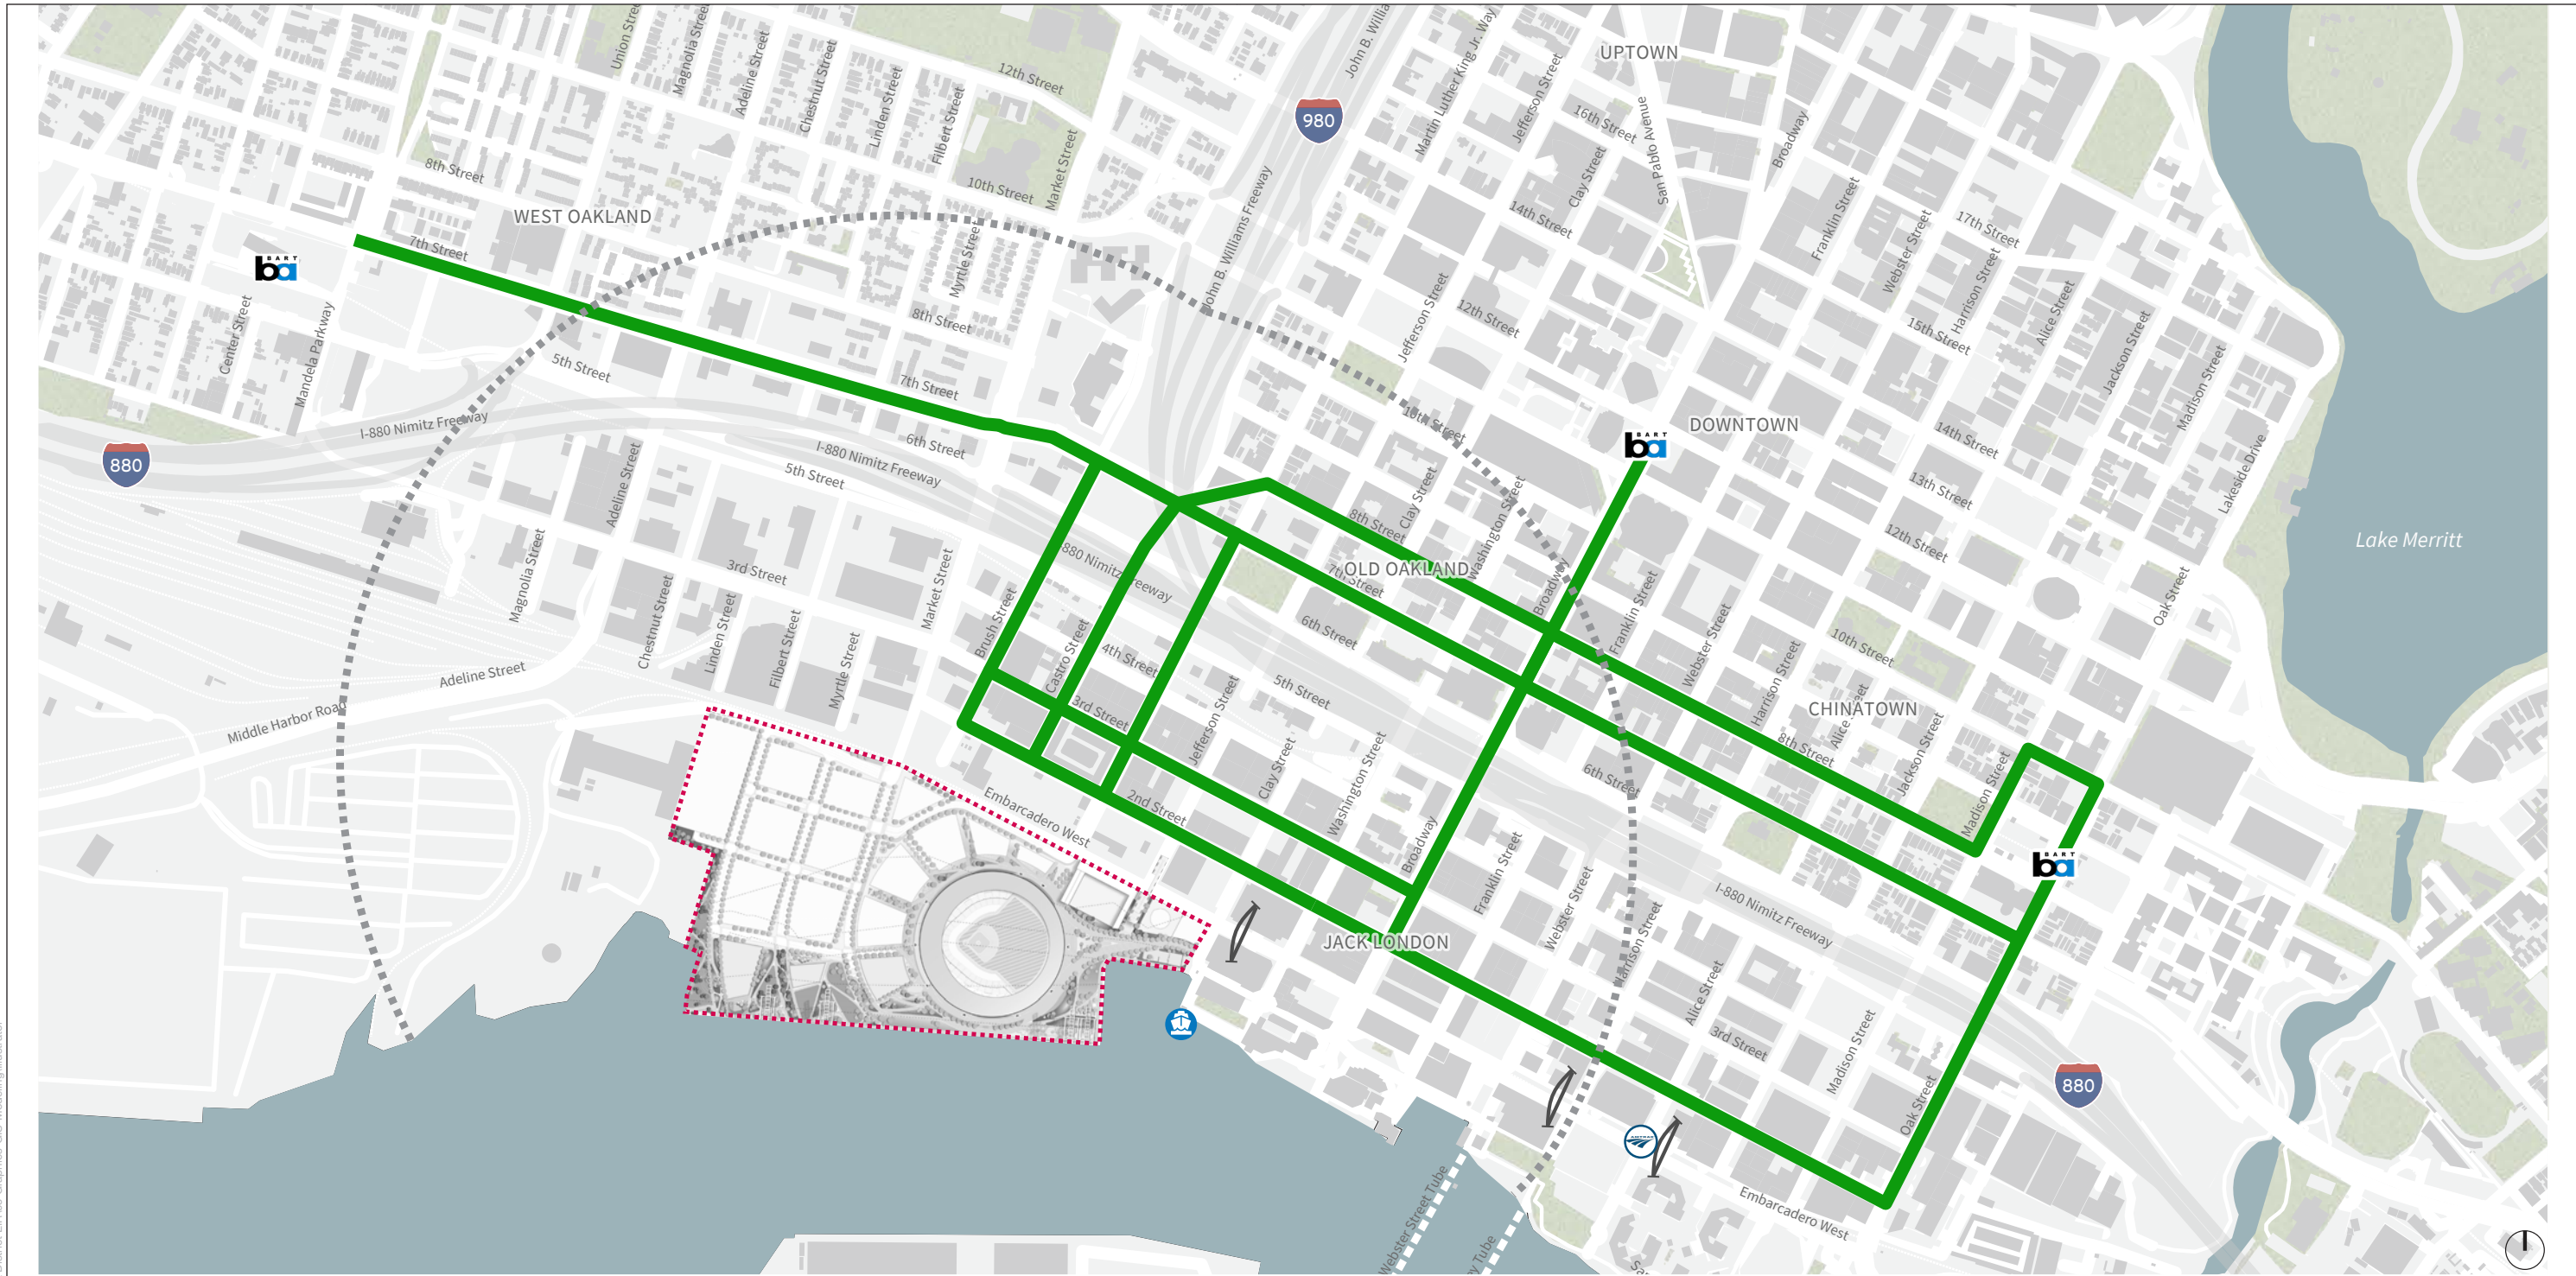 UPTOWN
Union Street
Magnolia Street
Adeline Street
Chestnut Street
Linden Street
Filbert Street
12th Street
Market Street
10th Street
980
John B. Willia
Martin Luther King Jr. Way
Jefferson Street
16th Street
San Pablo Avenue
Clay Street
14th Street
Broadway
Franklin Street
Webster Street
17th Street
Harrison Street
15th Street
Alice Street
Jackson Street
Madison Street
8th Street
WEST OAKLAND
7th Street
BART
ba
Center Street
Mandela Parkway
Myrtle Street
8th Street
John B. Williams Freeway
Jefferson Street
12th Street
5th Street
7th Street
I-880 Nimitz Freeway
880
6th Street
I-880 Nimitz Freeway
5th Street
Adeline Street
10th Street
DOWNTOWN
BART
ba
14th Street
13th Street
12th Street
Lakeside Drive
Lake Merritt
Clay Street
Washington Street
8th Street
OLD OAKLAND
7th Street
Broadway
Franklin Street
Webster Street
6th Street
Oak Street
10th Street
Magnolia Street
3rd Street
Market Street
880 Nimitz Freeway
Brush Street
Castro Street
4th Street
Chestnut Street
Linden Street
Filbert Street
Myrtle Street
Adeline Street
Middle Harbor Road
3rd Street
Jefferson Street
5th Street
Harrison Street
CHINATOWN
Alice Street
8th Street
Jackson Street
Madison Street
6th Street
BART
ba
Clay Street
Washington Street
2nd Street
Embarcadero West
Broadway
Franklin Street
Webster Street
I-880 Nimitz Freeway
JACK LONDON
Harrison Street
Alice Street
3rd Street
Madison Street
Oak Street
880
Embarcadero West
Webster Street Tube